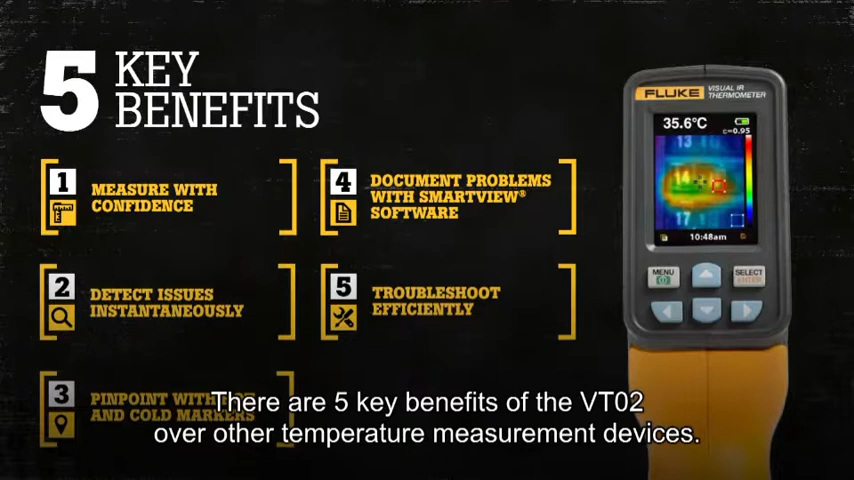 5 KEY
BENEFITS
1
MEASURE WITH
CONFIDENCE
2
DETECT ISSUES
INSTANTANEOUSLY
3
PINPOINT WITH HOT
AND COLD MARKERS
4
DOCUMENT PROBLEMS
WITH SMARTVIEW®
SOFTWARE
5
TROUBLESHOOT
EFFICIENTLY
FLUKE VISUAL IR
THERMOMETER
35.6°C
ε=0.95
13
14
17
10:48am
MENU
SELECT
ENTER
There are 5 key benefits of the VT02
over other temperature measurement devices.